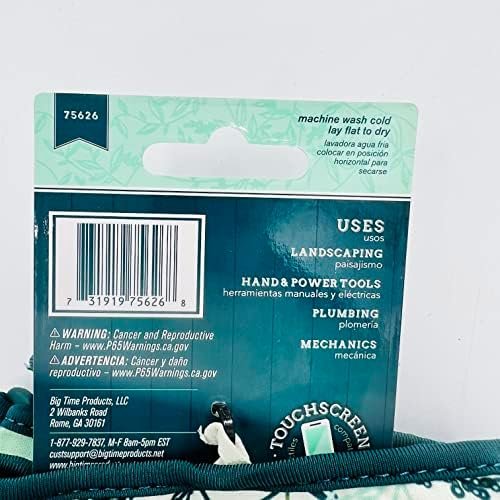 75626
machine wash cold
lay flat to dry
lavadora agua fria
colocar en posición
horizontal para
secarse
7 31919 75626 8
USES
usos
LANDSCAPING
paisajismo
HAND & POWER TOOLS
herramientas manuales y eléctricas
PLUMBING
plomería
MECHANICS
mecánica
WARNING: Cancer and Reproductive
Harm – www.P65Warnings.ca.gov
ADVERTENCIA: Cáncer y daño
reproductivo – www.P65Warnings.ca.gov
Big Time Products, LLC
2 Wilbanks Road
Rome, GA 30161
1-877-929-7837, M-F 8am-5pm EST
custsupport@bigtimeproducts.net
TOUCHSCREEN